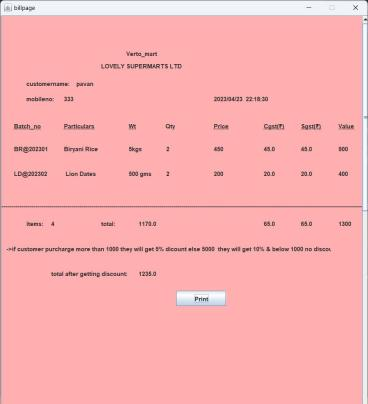 billpage
Verto_mart
LOVELY SUPERMARTS LTD
customername: pavan
mobileno: 333 2023/04/23 22:18:30
Batch_no Particulars Wt Qty Price Cgst(₹) Sgst(₹) Value
BR@202301 Biryani Rice 5kgs 2 450 45.0 45.0 900
LD@202302 Lion Dates 500 gms 2 200 20.0 20.0 400
Items: 4 total: 1170.0 65.0 65.0 1300
->if customer purcharge more than 1000 they will get 5% dicount else 5000 they will get 10% & below 1000 no discou
total after getting discount: 1235.0
Print